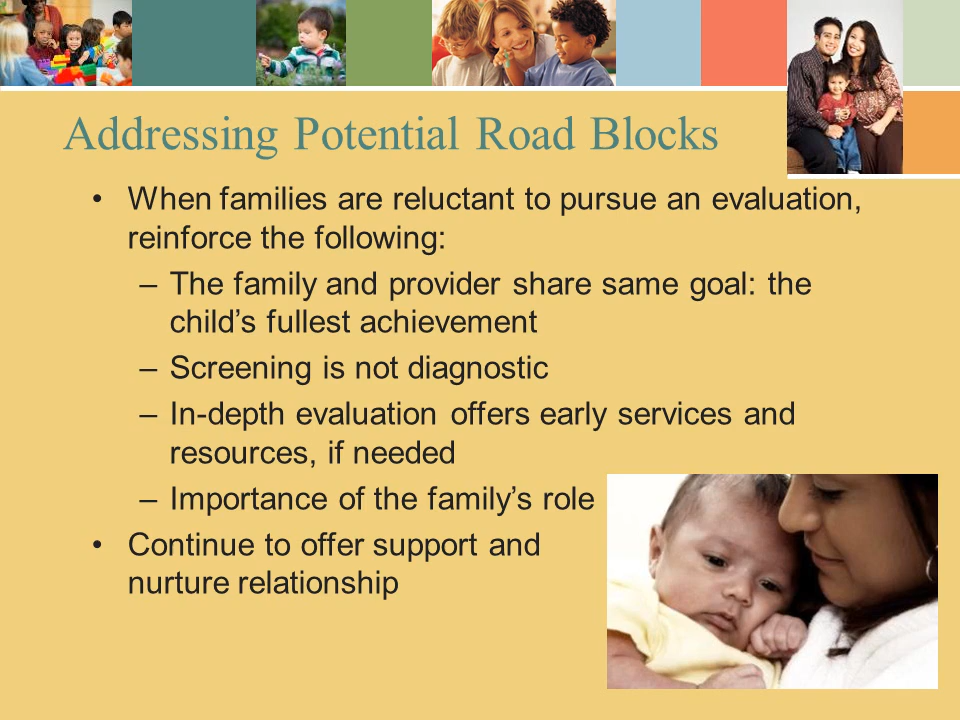 Addressing Potential Road Blocks
• When families are reluctant to pursue an evaluation,
reinforce the following:
– The family and provider share same goal: the
child’s fullest achievement
– Screening is not diagnostic
– In-depth evaluation offers early services and
resources, if needed
– Importance of the family’s role
• Continue to offer support and
nurture relationship